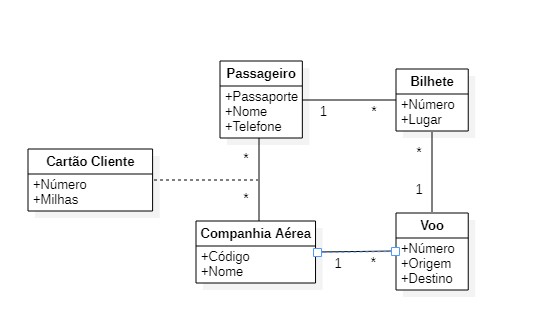 Passageiro
+Passaporte
+Nome
+Telefone
1
*
Bilhete
+Número
+Lugar
*
*
Cartão Cliente
+Número
+Milhas
*
1
Companhia Aérea
+Código
+Nome
1
*
Voo
+Número
+Origem
+Destino